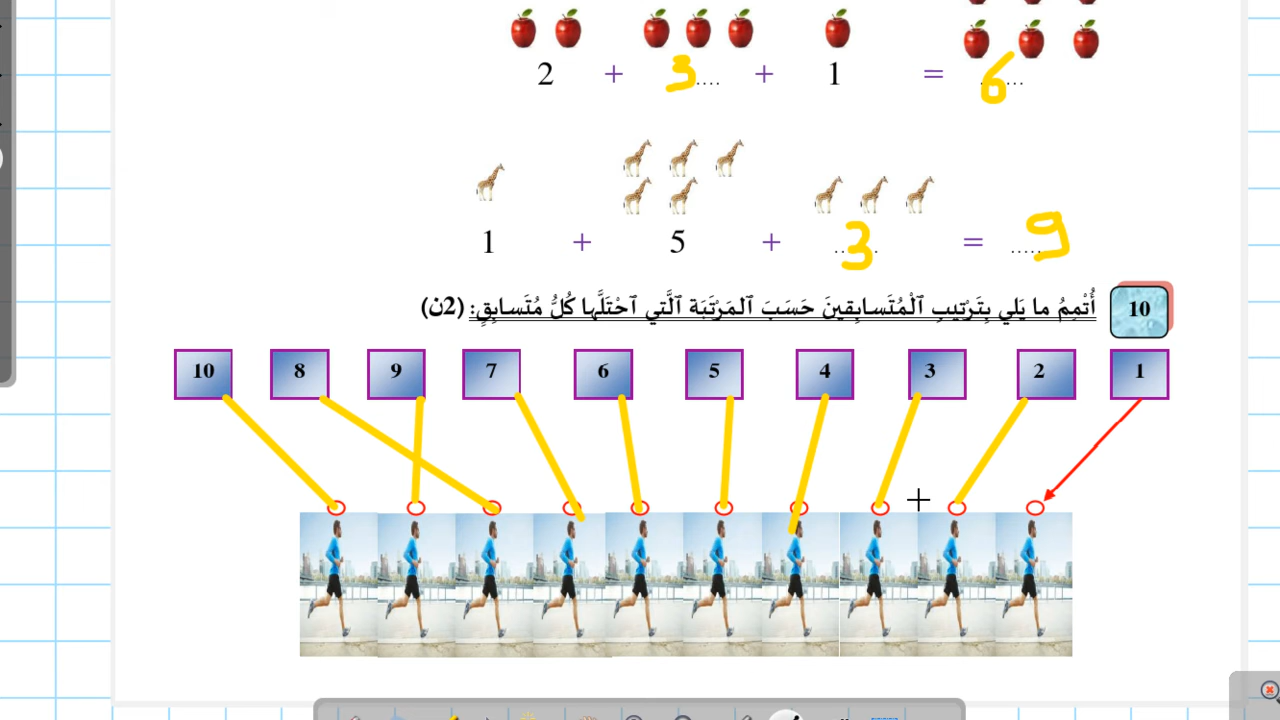 2 + 3.... + 1 = 6...
1 + 5 + ..3. = .....9
10 أُتْمِمُ ما يَلي بِتَرْتيبِ ٱلْمُتَسابِقينَ حَسَبَ ٱلمَرْتَبَة ٱلَّتي ٱحْتَلَّها كُلُّ مُتَسابِقٍ: (2ن)
10 8 9 7 6 5 4 3 2 1